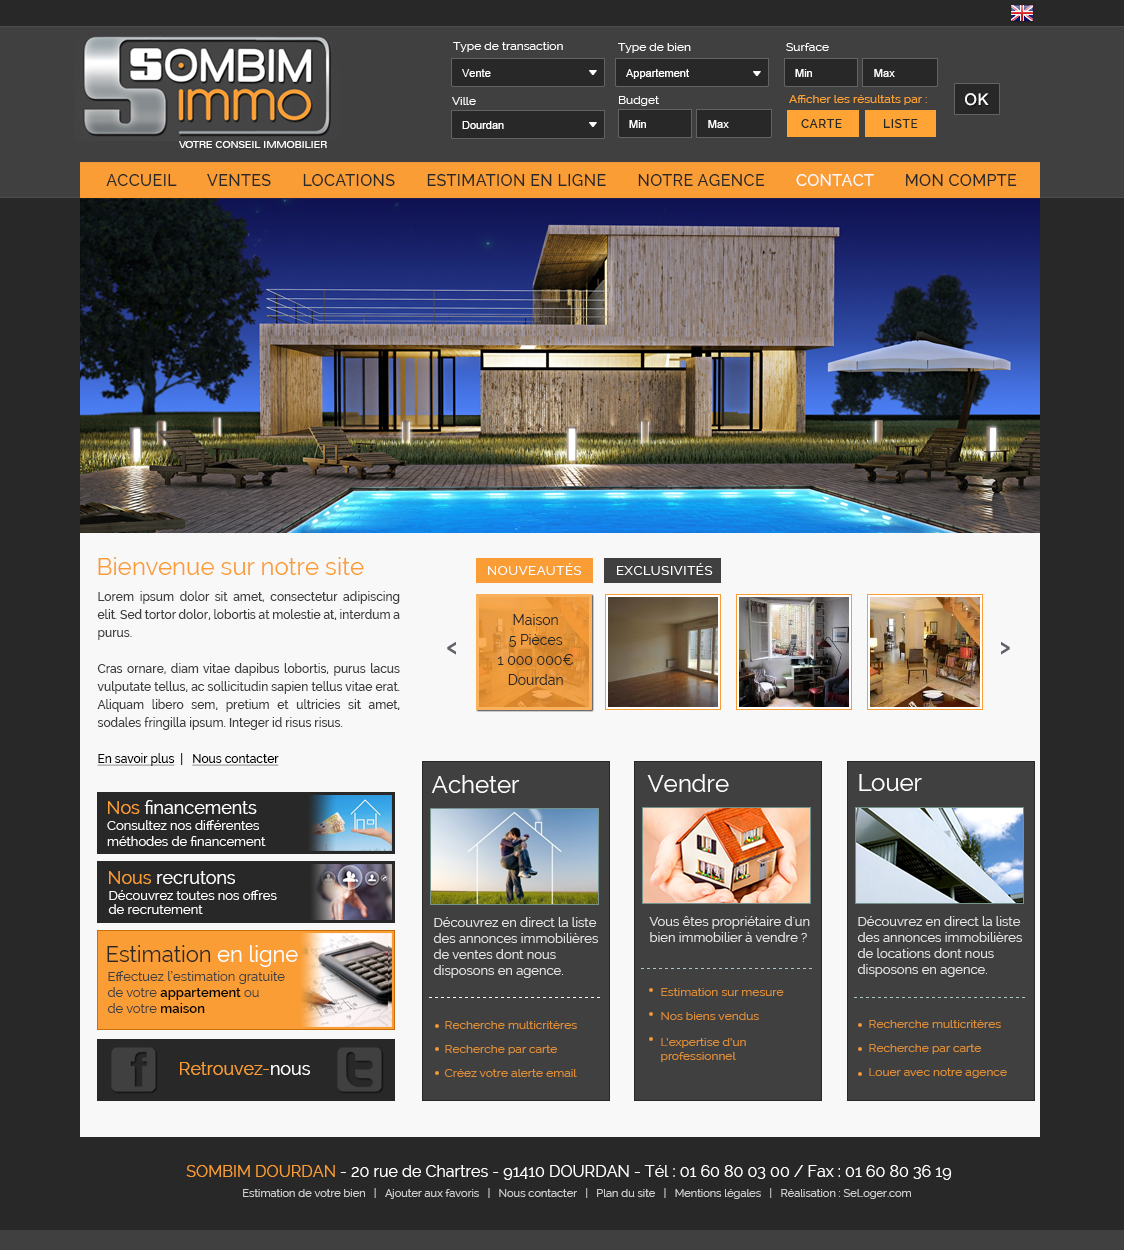 SOMBIM
IMMO
VOTRE CONSEIL IMMOBILIER
Type de transaction
Type de bien
Surface
Vente
Appartement
Min
Max
Ville
Budget
Afficher les résultats par :
Dourdan
Min
Max
CARTE
LISTE
OK
ACCUEIL
VENTES
LOCATIONS
ESTIMATION EN LIGNE
NOTRE AGENCE
CONTACT
MON COMPTE
Bienvenue sur notre site
Lorem ipsum dolor sit amet, consectetur adipiscing
elit. Sed tortor dolor, lobortis at molestie at, interdum a
purus.
Cras ornare, diam vitae dapibus lobortis, purus lacus
vulputate tellus, ac sollicitudin sapien tellus vitae erat.
Aliquam libero sem, pretium et ultricies sit amet,
sodales fringilla ipsum. Integer id risus risus.
En savoir plus | Nous contacter
NOUVEAUTÉS
EXCLUSIVITÉS
<
Maison
5 Pièces
1 000 000€
Dourdan
>
Nos financements
Consultez nos différentes
méthodes de financement
Nous recrutons
Découvrez toutes nos offres
de recrutement
Estimation en ligne
Effectuez l'estimation gratuite
de votre appartement ou
de votre maison
f
Retrouvez-nous
t
Acheter
Découvrez en direct la liste
des annonces immobilières
de ventes dont nous
disposons en agence.
• Recherche multicritères
• Recherche par carte
• Créez votre alerte email
Vendre
Vous êtes propriétaire d'un
bien immobilier à vendre ?
• Estimation sur mesure
• Nos biens vendus
• L'expertise d'un
professionnel
Louer
Découvrez en direct la liste
des annonces immobilières
de locations dont nous
disposons en agence.
• Recherche multicritères
• Recherche par carte
• Louer avec notre agence
SOMBIM DOURDAN - 20 rue de Chartres - 91410 DOURDAN - Tél : 01 60 80 03 00 / Fax : 01 60 80 36 19
Estimation de votre bien | Ajouter aux favoris | Nous contacter | Plan du site | Mentions légales | Réalisation : SeLoger.com